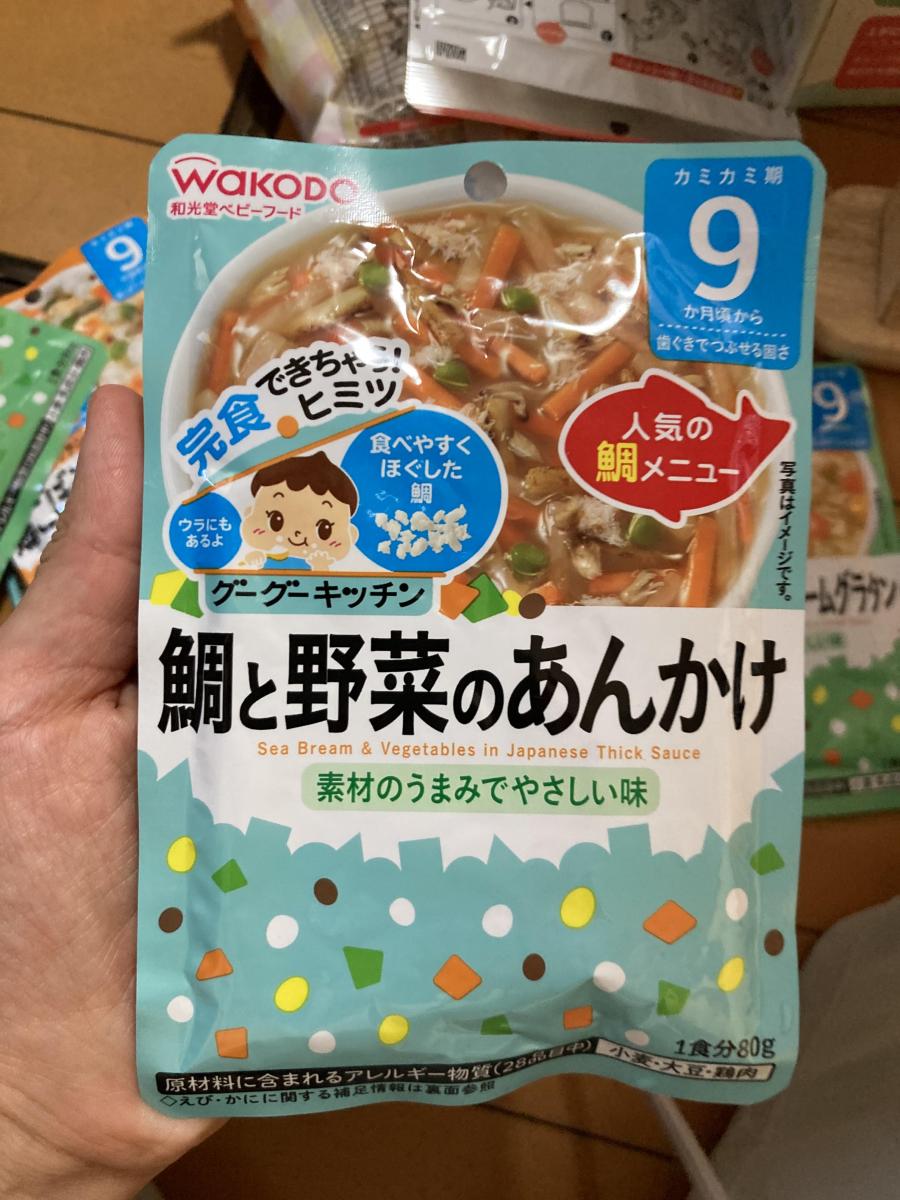 WAKODO
和光堂ベビーフード
カミカミ期
9
か月頃から
歯ぐきでつぶせる固さ
完食できちゃう!
ヒミツ
食べやすく
ほぐした
鯛
ウラにも
あるよ
人気の
鯛メニュー
写真はイメージです。
グーグーキッチン
鯛と野菜のあんかけ
Sea Bream & Vegetables in Japanese Thick Sauce
素材のうまみでやさしい味
1食分80g
原材料に含まれるアレルギー物質(28品目中) 小麦・大豆・鶏肉
◇えび・かにに関する補足情報は裏面参照
9
9
ームグラタン